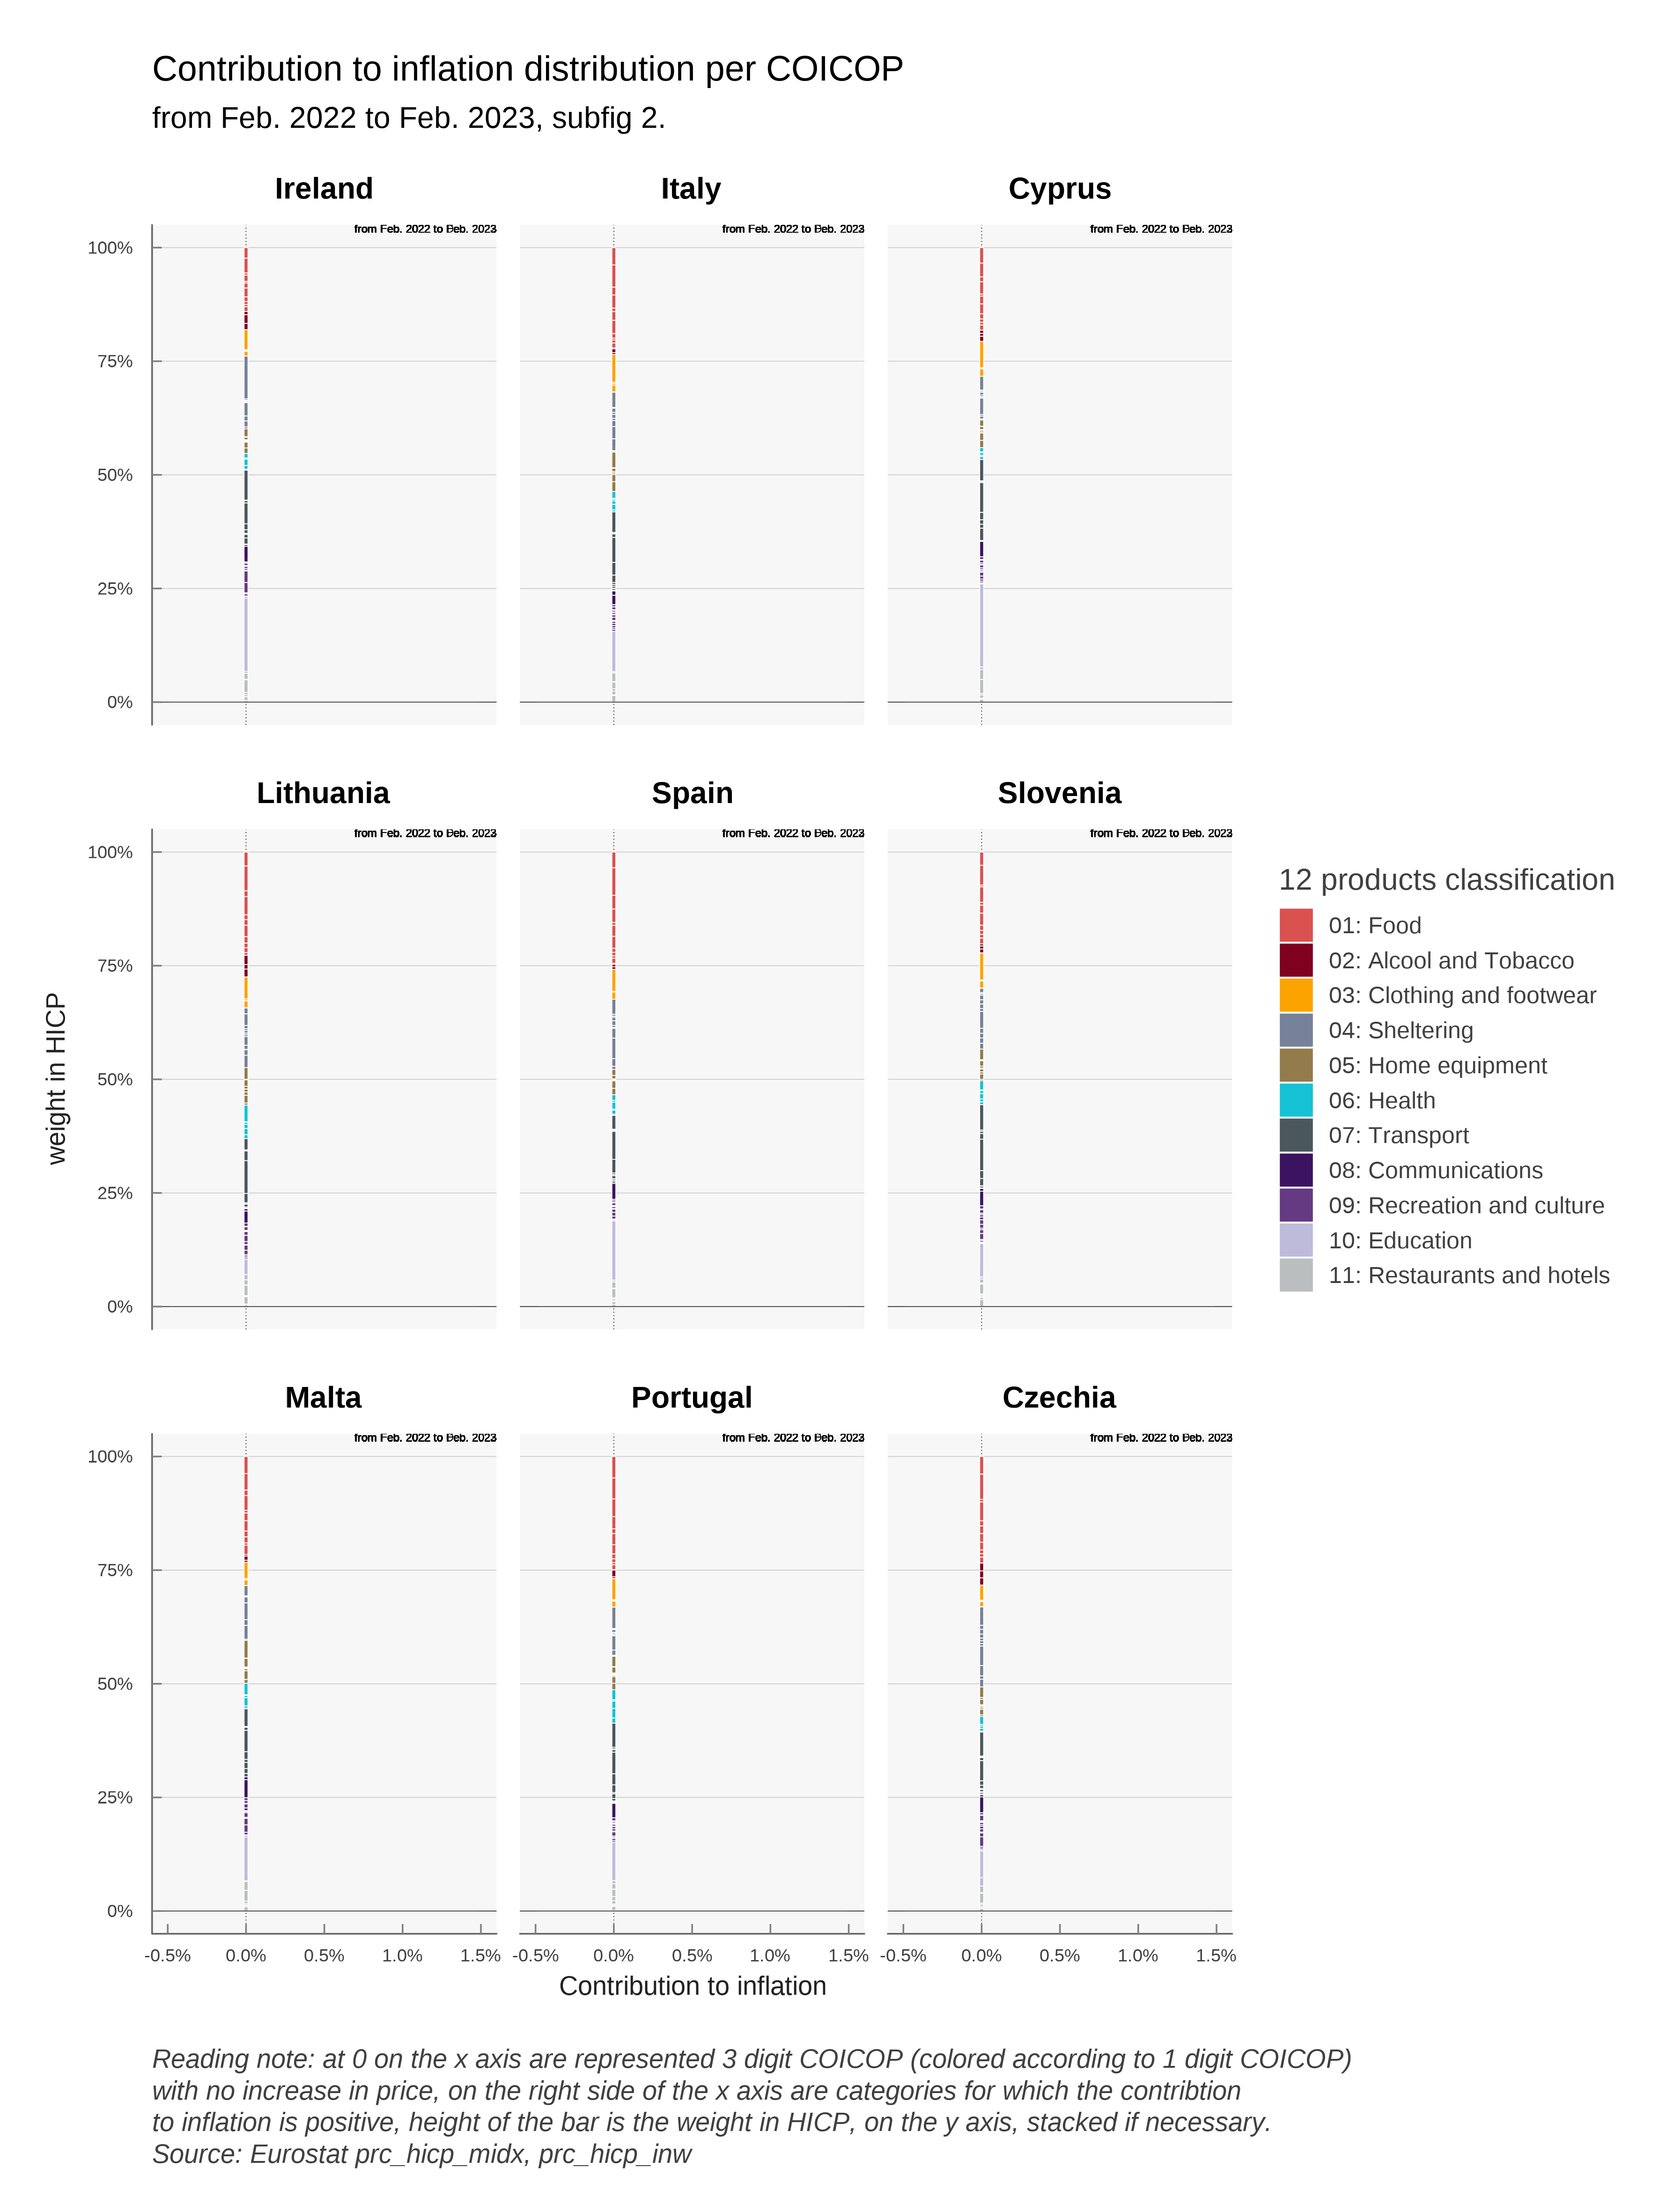 Contribution to inflation distribution per COICOP
from Feb. 2022 to Feb. 2023, subfig 2.
Ireland
Italy
Cyprus
from Feb. 2022 to 2023
from Feb. 2022 to 2023
from Feb. 2022 to 2023
100%
75%
50%
25%
0%
Lithuania
Spain
Slovenia
from Feb. 2022 to 2023
from Feb. 2022 to 2023
from Feb. 2022 to 2023
100%
75%
50%
25%
0%
weight in HICP
12 products classification
01: Food
02: Alcool and Tobacco
03: Clothing and footwear
04: Sheltering
05: Home equipment
06: Health
07: Transport
08: Communications
09: Recreation and culture
10: Education
11: Restaurants and hotels
Malta
Portugal
Czechia
from Feb. 2022 to 2023
from Feb. 2022 to 2023
from Feb. 2022 to 2023
100%
75%
50%
25%
0%
-0.5% 0.0% 0.5% 1.0% 1.5%
-0.5% 0.0% 0.5% 1.0% 1.5%
-0.5% 0.0% 0.5% 1.0% 1.5%
Contribution to inflation
Reading note: at 0 on the x axis are represented 3 digit COICOP (colored according to 1 digit COICOP)
with no increase in price, on the right side of the x axis are categories for which the contribtion
to inflation is positive, height of the bar is the weight in HICP, on the y axis, stacked if necessary.
Source: Eurostat prc_hicp_midx, prc_hicp_inw